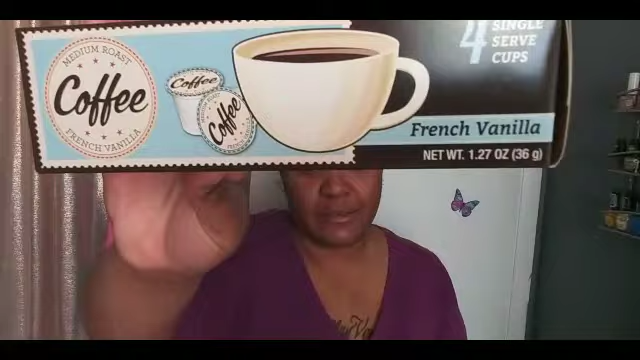 MEDIUM ROAST
Coffee
FRENCH VANILLA
Coffee
Coffee
4 SINGLE
SERVE
CUPS
French Vanilla
NET WT. 1.27 OZ (36 g)